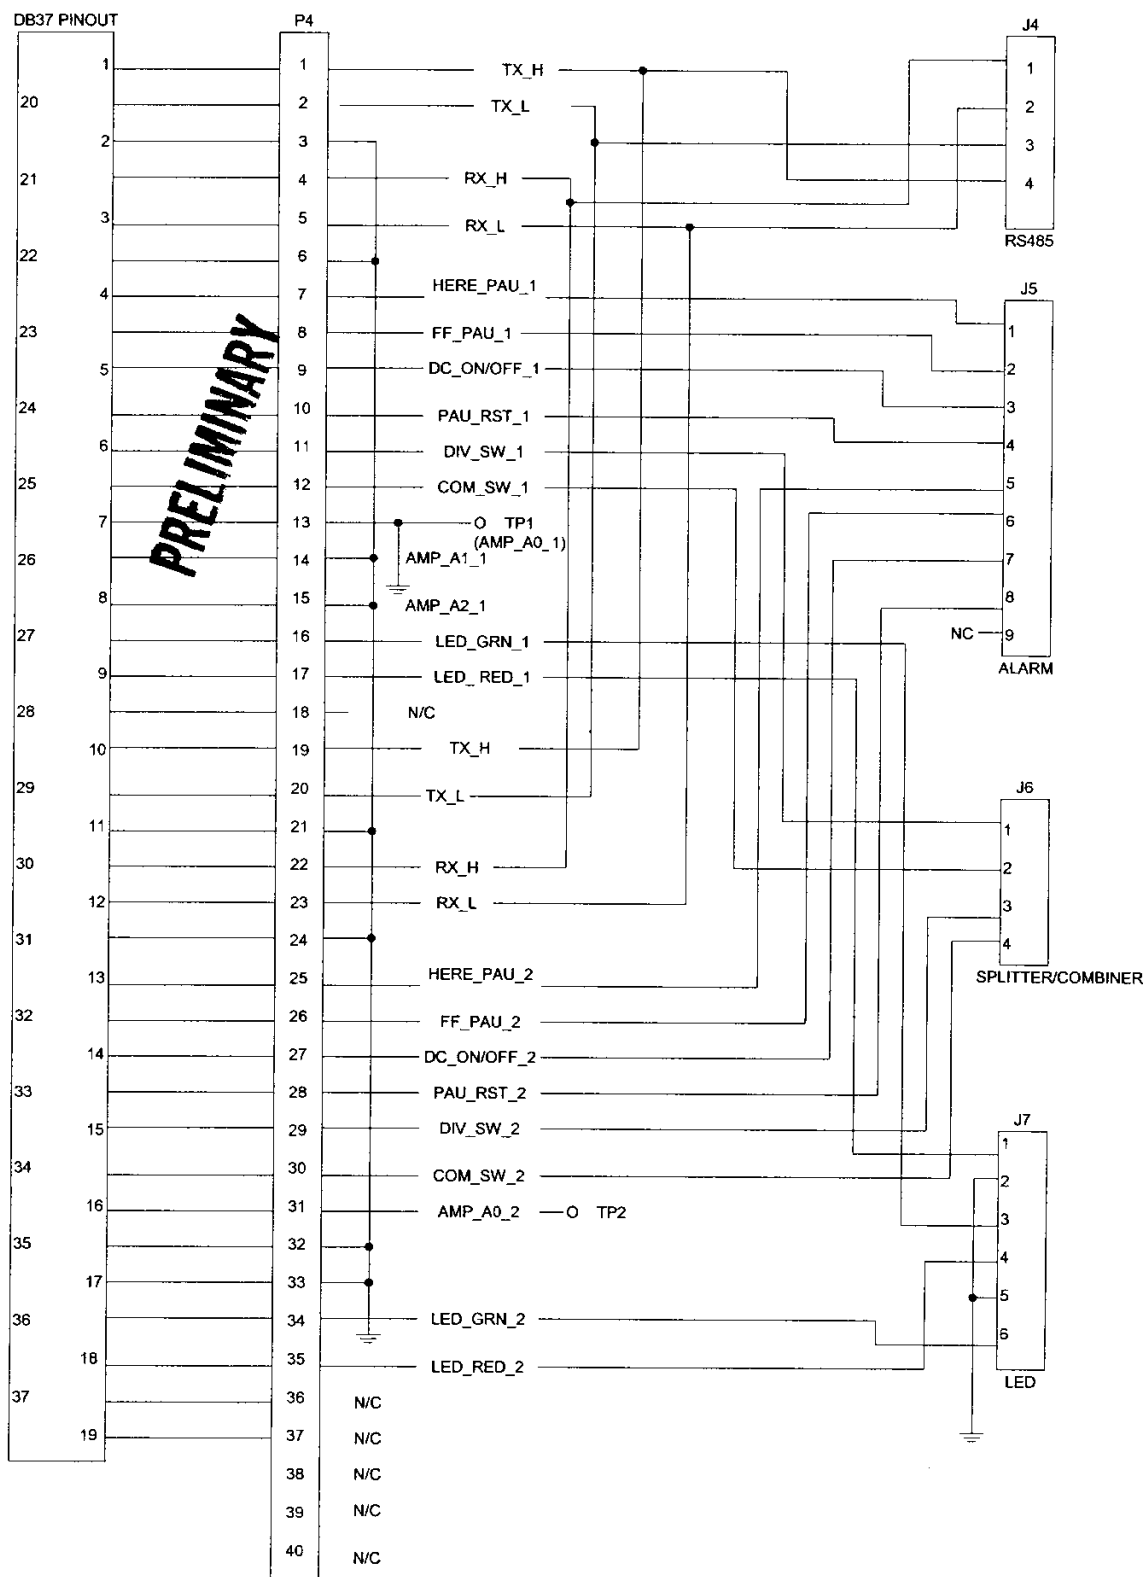 DB37 PINOUT P4 J4
1 1 TX_H 1
20 2 TX_L 2
2 3 3
21 4 RX_H 4
3 5 RX_L
RS485
22 6
4 7 HERE_PAU_1 J5
23 8 FF_PAU_1 1
5 9 DC_ON/OFF_1 2
24 10 PAU_RST_1 3
6 11 DIV_SW_1 4
25 12 COM_SW_1 5
7 13 TP1 6
(AMP_A0_1)
26 14 AMP_A1_1 7
8 15 AMP_A2_1 8
27 16 LED_GRN_1 NC 9
9 17 LED_RED_1 ALARM
28 18 N/C
10 19 TX_H
29 20 TX_L J6
11 21 1
30 22 RX_H 2
12 23 RX_L 3
31 24 4
13 25 HERE_PAU_2 SPLITTER/COMBINER
32 26 FF_PAU_2
14 27 DC_ON/OFF_2
33 28 PAU_RST_2
15 29 DIV_SW_2 J7
34 30 COM_SW_2 1
2
16 31 AMP_A0_2 TP2 3
35 32 4
17 33 5
36 34 LED_GRN_2 6
18 35 LED_RED_2 LED
37 36 N/C
19 37 N/C
38 N/C
39 N/C
40 N/C
PRELIMINARY